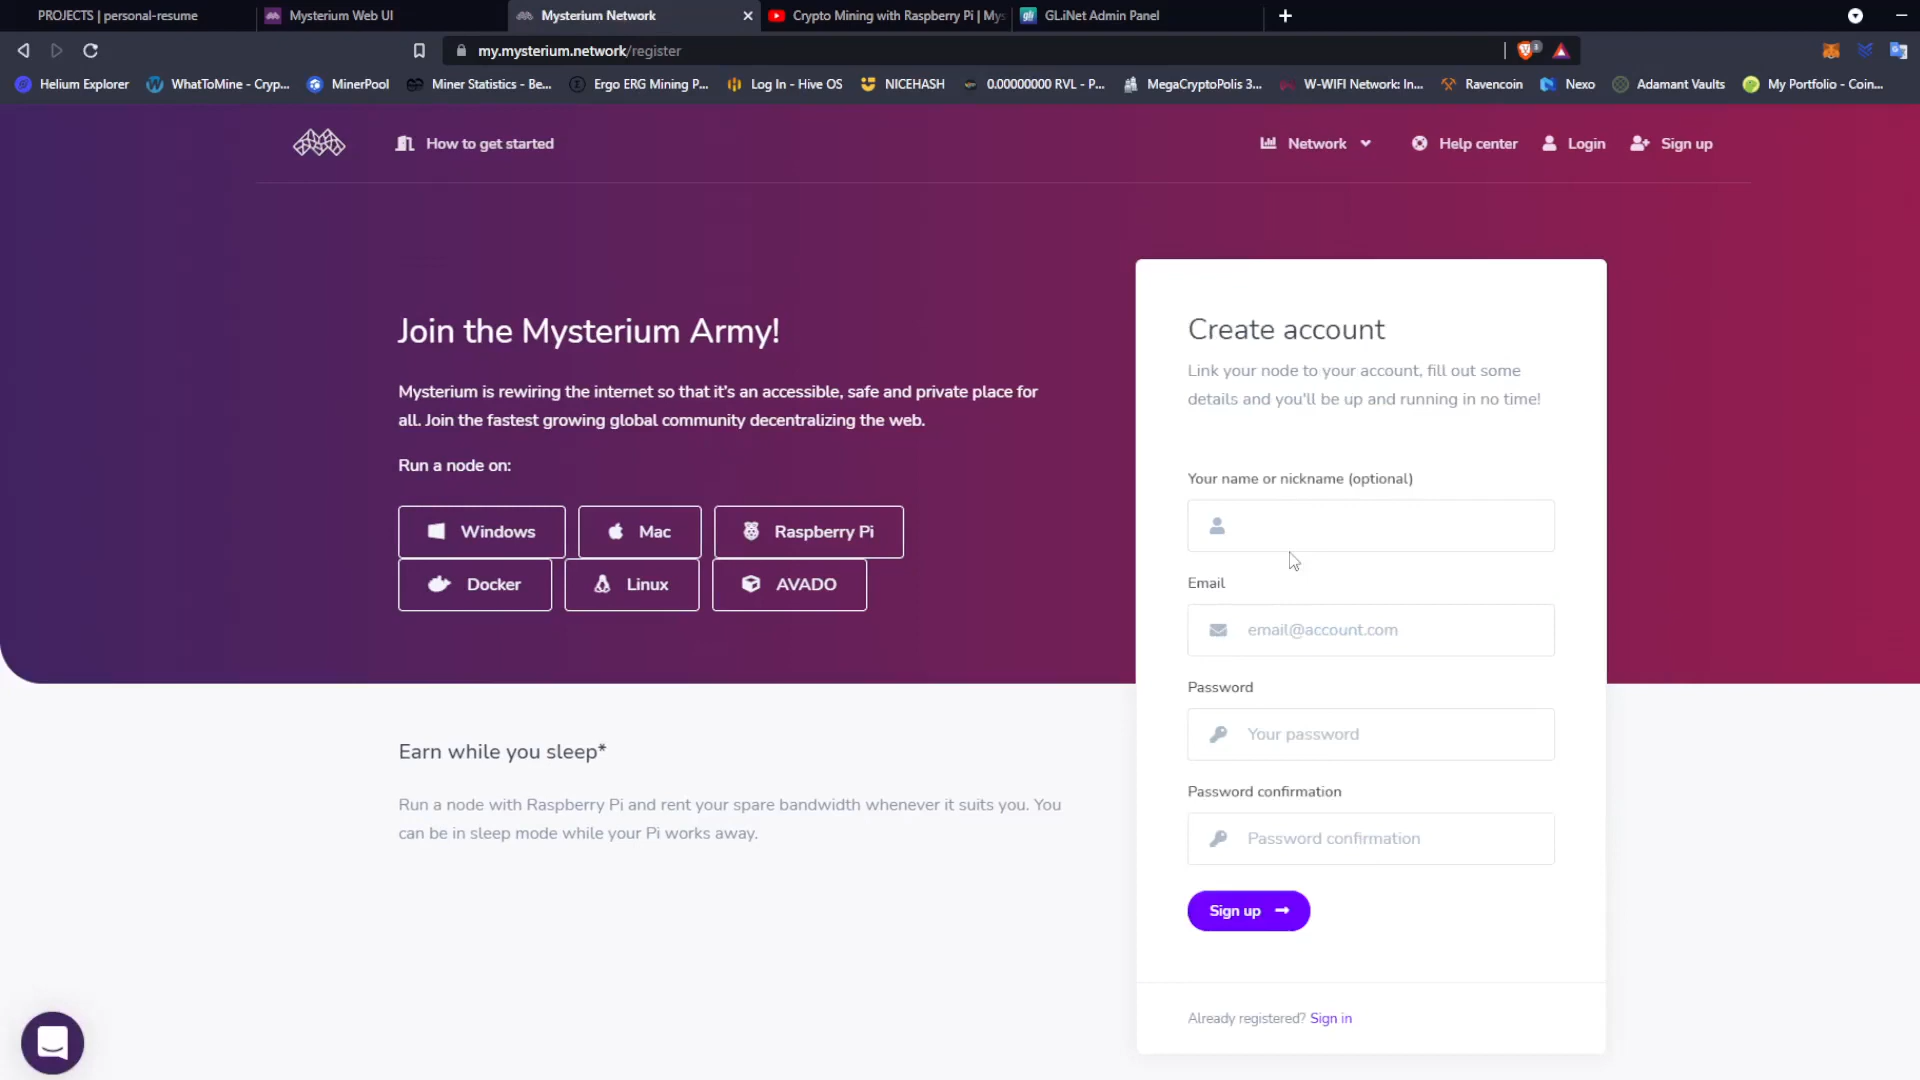 PROJECTS | personal-resume
Mysterium Web UI
Mysterium Network
Crypto Mining with Raspberry Pi | Mys
GL.iNet Admin Panel
my.mysterium.network/register
3
Helium Explorer
WhatToMine - Cryp...
MinerPool
Miner Statistics - Be...
Ergo ERG Mining P...
Log In - Hive OS
NICEHASH
0.00000000 RVL - P...
MegaCryptoPolis 3...
W-WIFI Network: In...
Ravencoin
Nexo
Adamant Vaults
My Portfolio - Coin...
How to get started
Network
Help center
Login
Sign up
Join the Mysterium Army!
Mysterium is rewiring the internet so that it's an accessible, safe and private place for
all. Join the fastest growing global community decentralizing the web.
Run a node on:
Windows
Mac
Raspberry Pi
Docker
Linux
AVADO
Earn while you sleep*
Run a node with Raspberry Pi and rent your spare bandwidth whenever it suits you. You
can be in sleep mode while your Pi works away.
Create account
Link your node to your account, fill out some
details and you'll be up and running in no time!
Your name or nickname (optional)
Email
email@account.com
Password
Your password
Password confirmation
Password confirmation
Sign up
Already registered? Sign in